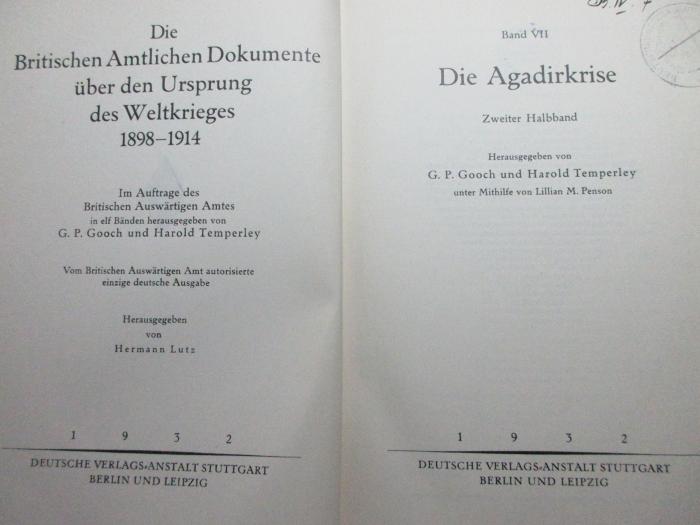 Die
Britischen Amtlichen Dokumente
über den Ursprung
des Weltkrieges
1898–1914
Im Auftrage des
Britischen Auswärtigen Amtes
in elf Bänden herausgegeben von
G. P. Gooch und Harold Temperley
Vom Britischen Auswärtigen Amt autorisierte
einzige deutsche Ausgabe
Herausgegeben
von
Hermann Lutz
1 9 3 2
DEUTSCHE VERLAGS-ANSTALT STUTTGART
BERLIN UND LEIPZIG
Band VII
Die Agadirkrise
Zweiter Halbband
Herausgegeben von
G. P. Gooch und Harold Temperley
unter Mithilfe von Lillian M. Penson
1 9 3 2
DEUTSCHE VERLAGS-ANSTALT STUTTGART
BERLIN UND LEIPZIG